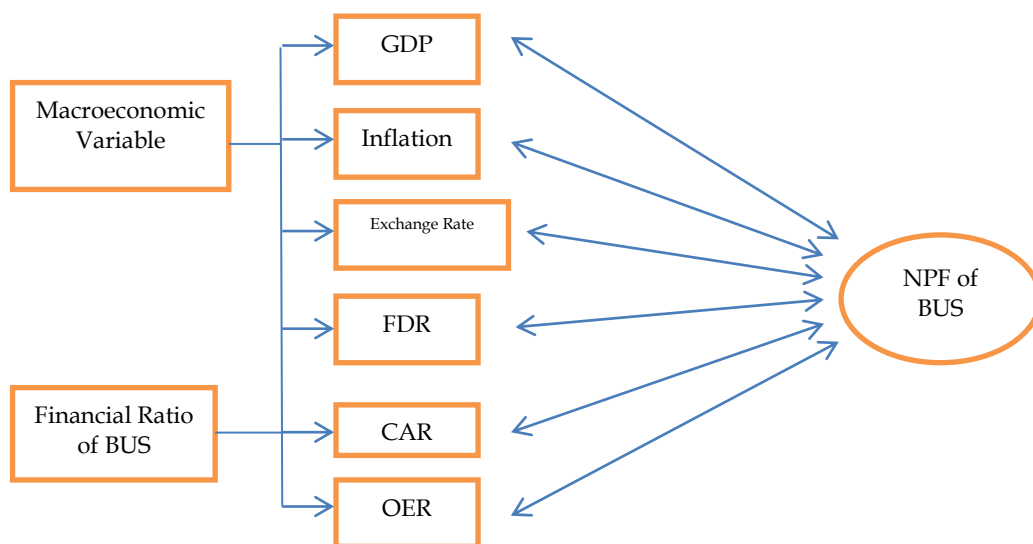 GDP
Macroeconomic
Variable
Inflation
Exchange Rate
NPF of
BUS
FDR
Financial Ratio
of BUS
CAR
OER